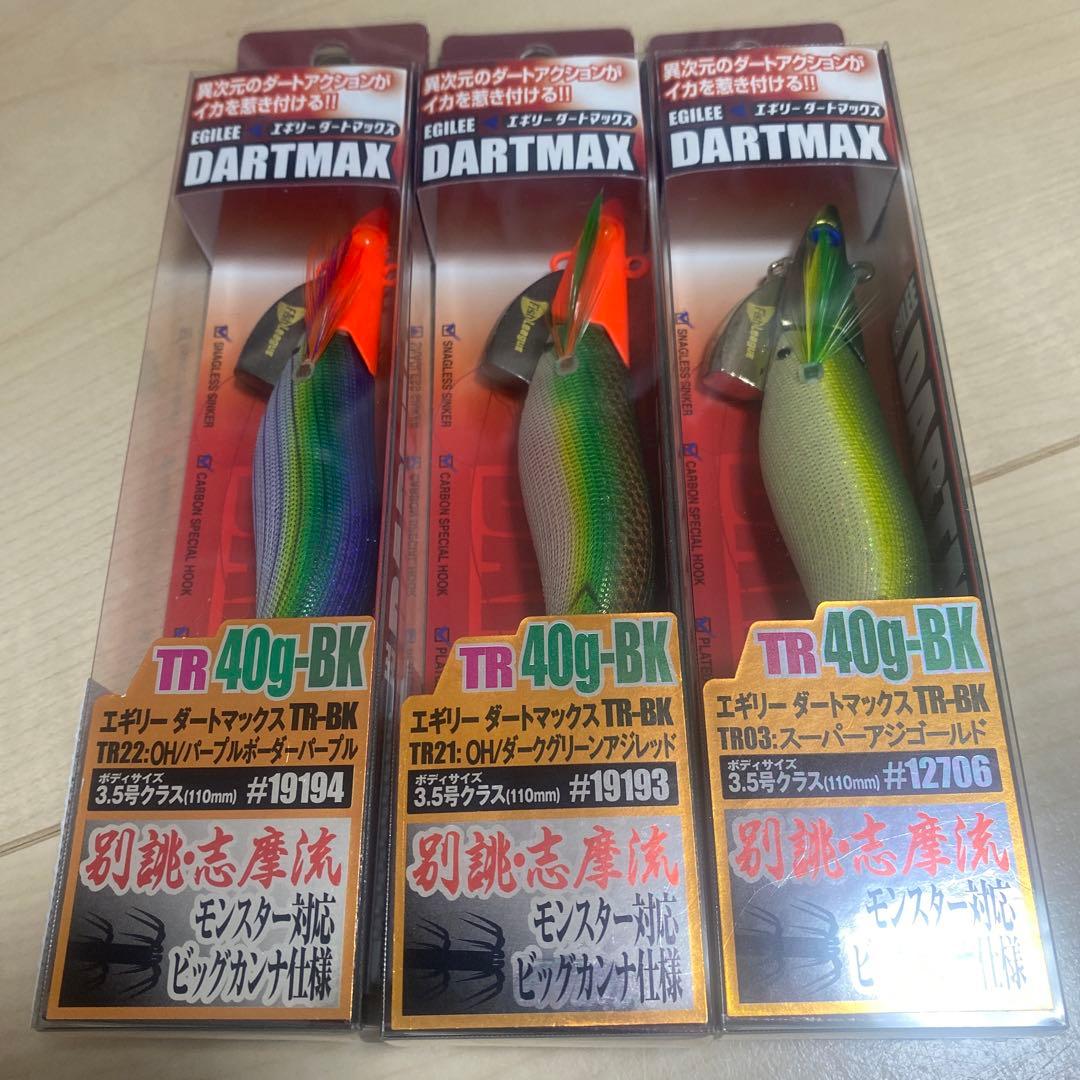 異次元のダートアクションが
イカを惹き付ける!!
EGILEE エギリー ダートマックス
DARTMAX
Fish League
SNAGLESS SINKER
CARBON SPECIAL HOOK
TR 40g-BK
エギリー ダートマックス TR-BK
TR22:OH/パープルボーダーパープル
ボディサイズ
3.5号クラス(110mm) #19194
別誂・志摩流
モンスター対応
ビッグカンナ仕様
異次元のダートアクションが
イカを惹き付ける!!
EGILEE エギリー ダートマックス
DARTMAX
Fish League
SNAGLESS SINKER
CARBON SPECIAL HOOK
TR 40g-BK
エギリー ダートマックス TR-BK
TR21:OH/ダークグリーンアジレッド
ボディサイズ
3.5号クラス(110mm) #19193
別誂・志摩流
モンスター対応
ビッグカンナ仕様
異次元のダートアクションが
イカを惹き付ける!!
EGILEE エギリー ダートマックス
DARTMAX
Fish League
SNAGLESS SINKER
CARBON SPECIAL HOOK
TR 40g-BK
エギリー ダートマックス TR-BK
TR03:スーパーアジゴールド
ボディサイズ
3.5号クラス(110mm) #12706
別誂・志摩流
モンスター対応
ビッグカンナ仕様